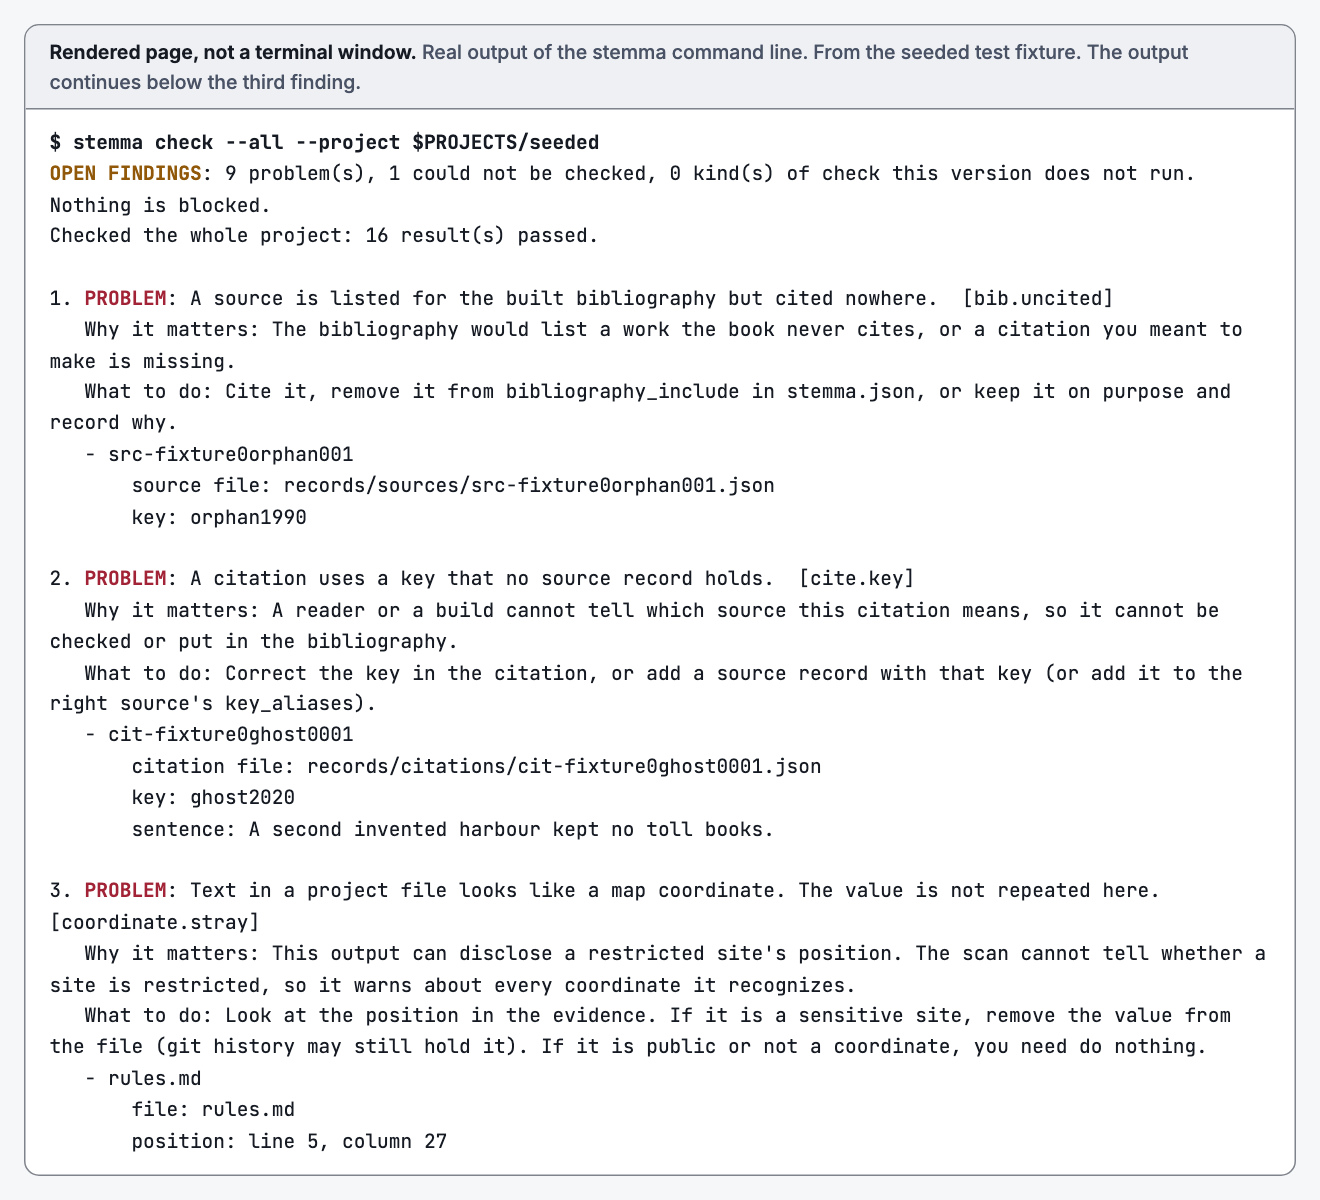 Rendered page, not a terminal window. Real output of the stemma command line. From the seeded test fixture. The output
continues below the third finding.
$ stemma check --all --project $PROJECTS/seeded
OPEN FINDINGS: 9 problem(s), 1 could not be checked, 0 kind(s) of check this version does not run.
Nothing is blocked.
Checked the whole project: 16 result(s) passed.
1. PROBLEM: A source is listed for the built bibliography but cited nowhere.  [bib.uncited]
Why it matters: The bibliography would list a work the book never cites, or a citation you meant to
make is missing.
What to do: Cite it, remove it from bibliography_include in stemma.json, or keep it on purpose and
record why.
- src-fixture0orphan001
source file: records/sources/src-fixture0orphan001.json
key: orphan1990
2. PROBLEM: A citation uses a key that no source record holds.  [cite.key]
Why it matters: A reader or a build cannot tell which source this citation means, so it cannot be
checked or put in the bibliography.
What to do: Correct the key in the citation, or add a source record with that key (or add it to the
right source's key_aliases).
- cit-fixture0ghost0001
citation file: records/citations/cit-fixture0ghost0001.json
key: ghost2020
sentence: A second invented harbour kept no toll books.
3. PROBLEM: Text in a project file looks like a map coordinate. The value is not repeated here.
[coordinate.stray]
Why it matters: This output can disclose a restricted site's position. The scan cannot tell whether a
site is restricted, so it warns about every coordinate it recognizes.
What to do: Look at the position in the evidence. If it is a sensitive site, remove the value from
the file (git history may still hold it). If it is public or not a coordinate, you need do nothing.
- rules.md
file: rules.md
position: line 5, column 27